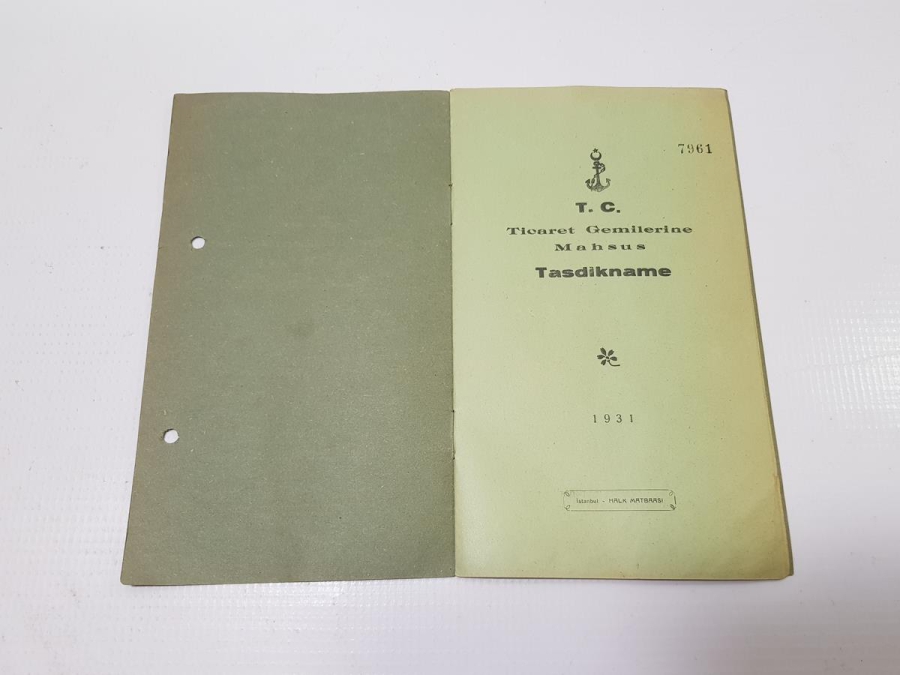 7961
T. C.
Ticaret Gemilerine
Mahsus
Tasdikname
1931
İstanbul - HALK MATBAASI